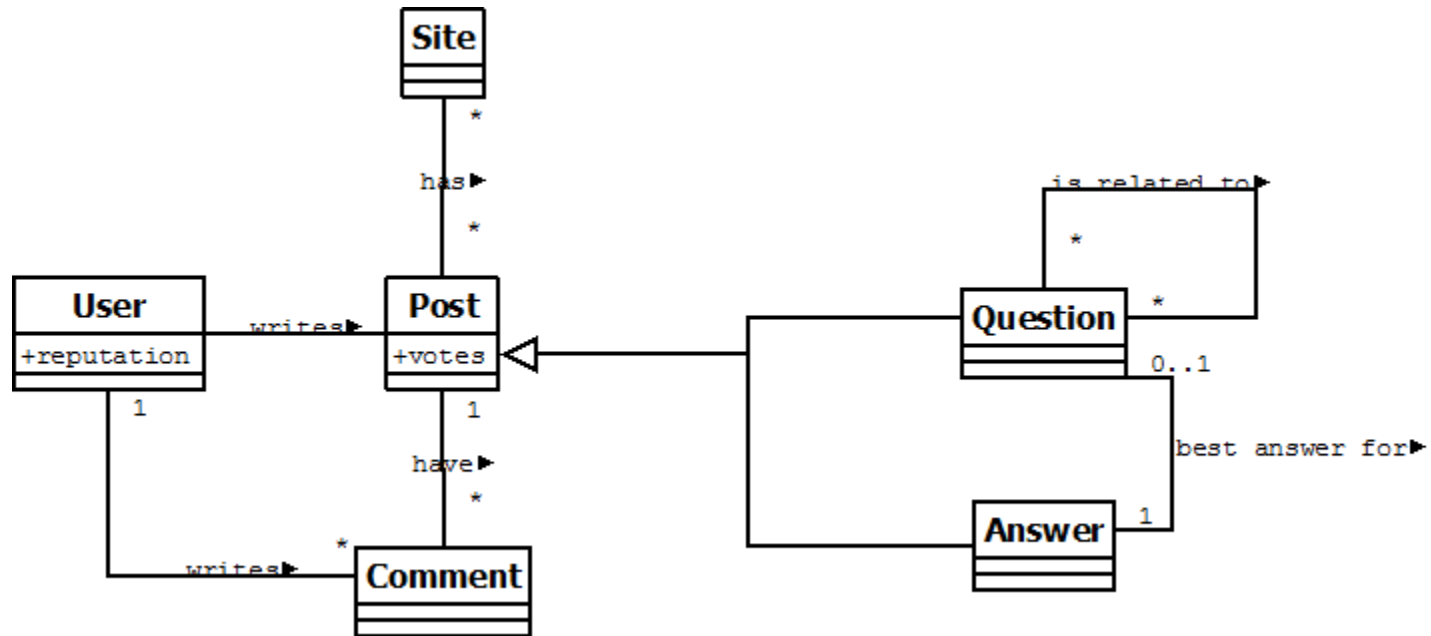 Site
*
has►
*
is related to►
*
User
+reputation
writes►
Post
+votes
Question
*
0..1
1
1
have►
*
best answer for►
Answer
1
*
writes►
Comment